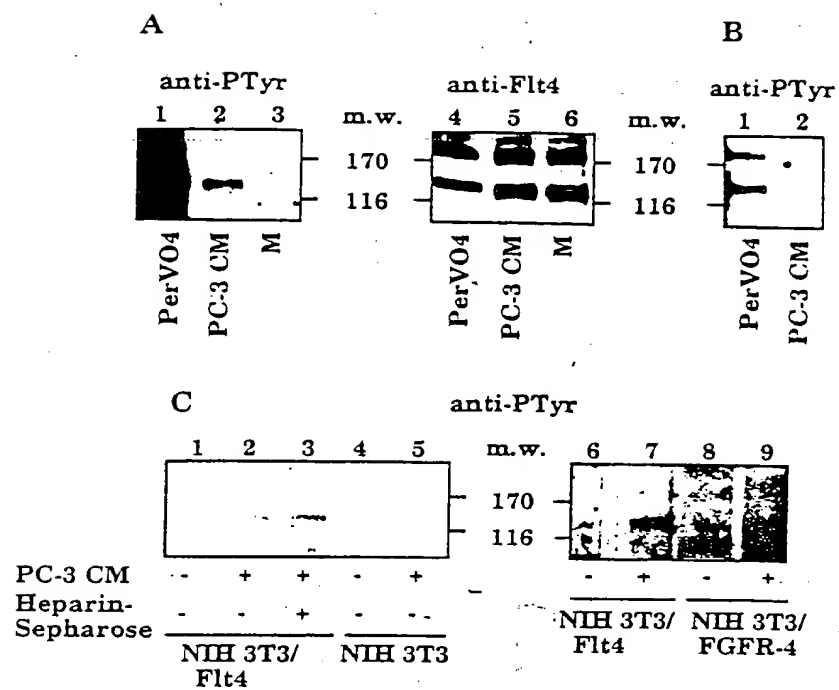 A
B
anti-PTyr
anti-Flt4
anti-PTyr
1 2 3
m.w.
4 5 6
m.w.
1 2
170
116
170
116
PerVO4
PC-3 CM
M
PerVO4
PC-3 CM
M
PerVO4
PC-3 CM
C
anti-PTyr
1 2 3 4 5
m.w.
6 7 8 9
170
116
PC-3 CM - + + - + - + - +
Heparin-
Sepharose - - + - -
NIH 3T3/
Flt4
NIH 3T3
NIH 3T3/
Flt4
NIH 3T3/
FGFR-4